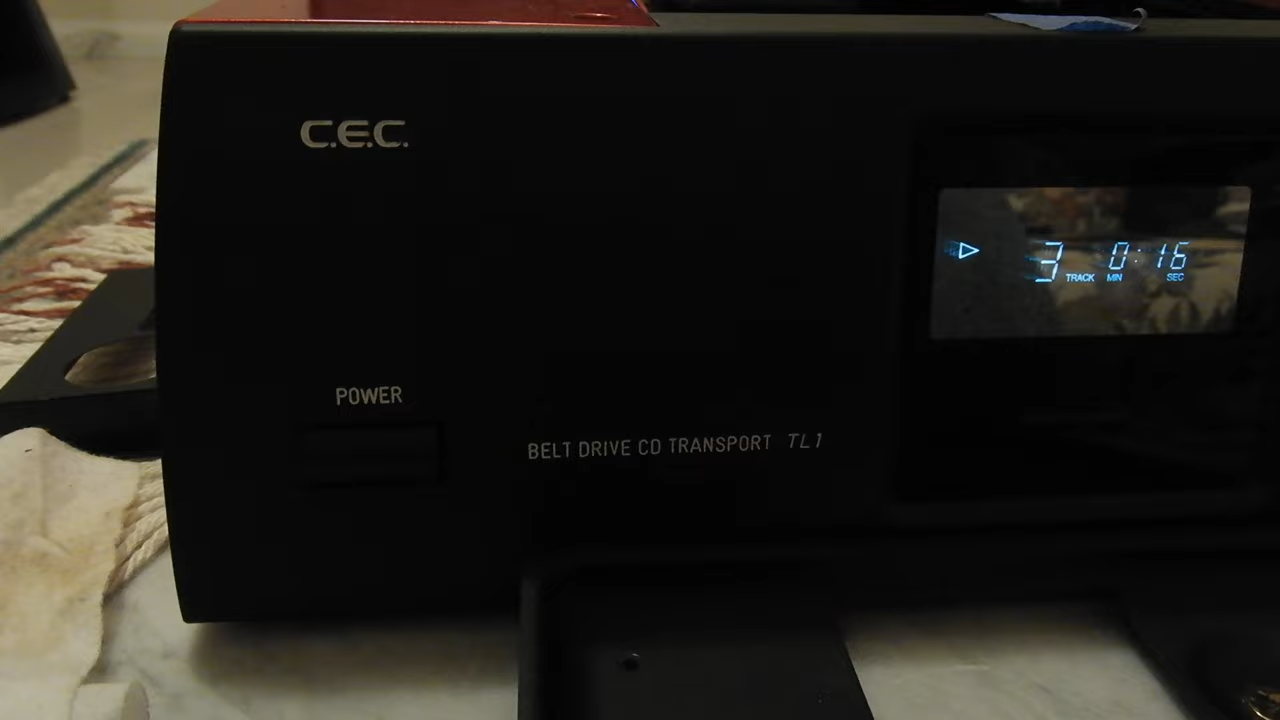 C.E.C.
3 TRACK 0:16 MIN SEC
POWER
BELT DRIVE CD TRANSPORT TL1